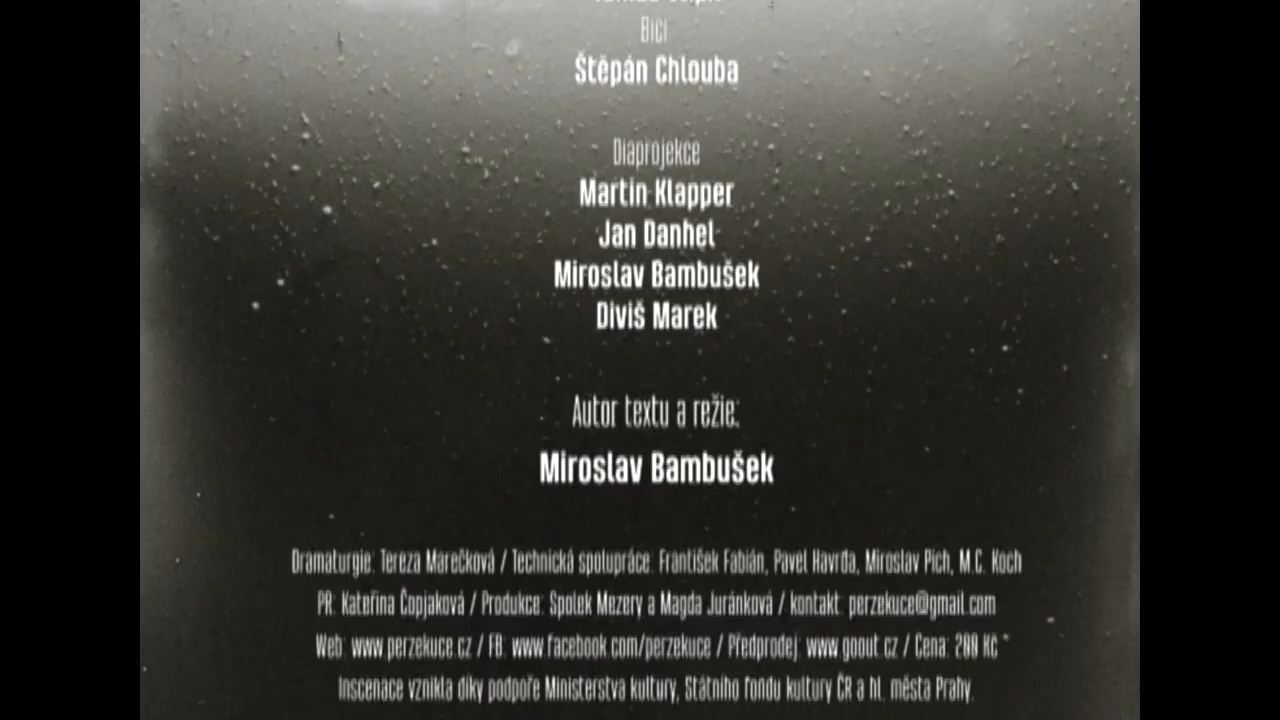 Bicí
Štěpán Chlouba
Diaprojekce
Martin Klapper
Jan Daňhel
Miroslav Bambušek
Diviš Marek
Autor textu a režie:
Miroslav Bambušek
Dramaturgie: Tereza Marečková / Technická spolupráce: František Fabián, Pavel Havrda, Miroslav Pich, M.C. Koch
PR: Kateřina Čopjaková / Produkce: Spolek Mezery a Magda Juránková / kontakt: perzekuce@gmail.com
Web: www.perzekuce.cz / FB: www.facebook.com/perzekuce / Předprodej: www.goout.cz / Cena: 200 Kč
Inscenace vznikla díky podpoře Ministerstva kultury, Státního fondu kultury ČR a hl. města Prahy.